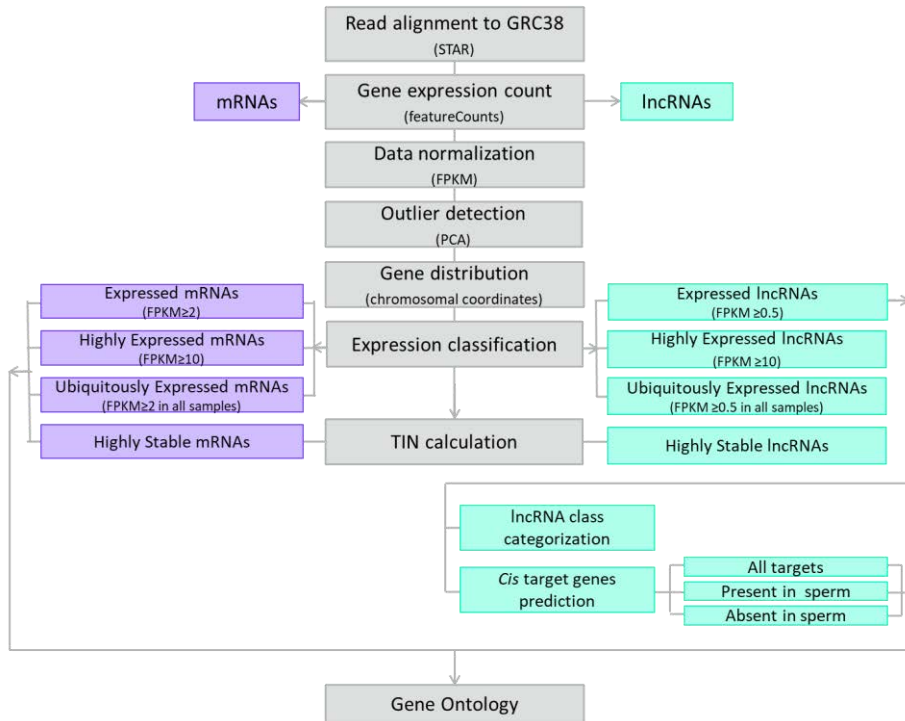 Read alignment to GRC38
(STAR)
mRNAs
Gene expression count
(featureCounts)
lncRNAs
Data normalization
(FPKM)
Outlier detection
(PCA)
Gene distribution
(chromosomal coordinates)
Expressed mRNAs
(FPKM≥2)
Expressed lncRNAs
(FPKM ≥0.5)
Highly Expressed mRNAs
(FPKM≥10)
Expression classification
Highly Expressed lncRNAs
(FPKM ≥10)
Ubiquitously Expressed mRNAs
(FPKM≥2 in all samples)
Ubiquitously Expressed lncRNAs
(FPKM ≥0.5 in all samples)
Highly Stable mRNAs
TIN calculation
Highly Stable lncRNAs
lncRNA class
categorization
Cis target genes
prediction
All targets
Present in sperm
Absent in sperm
Gene Ontology